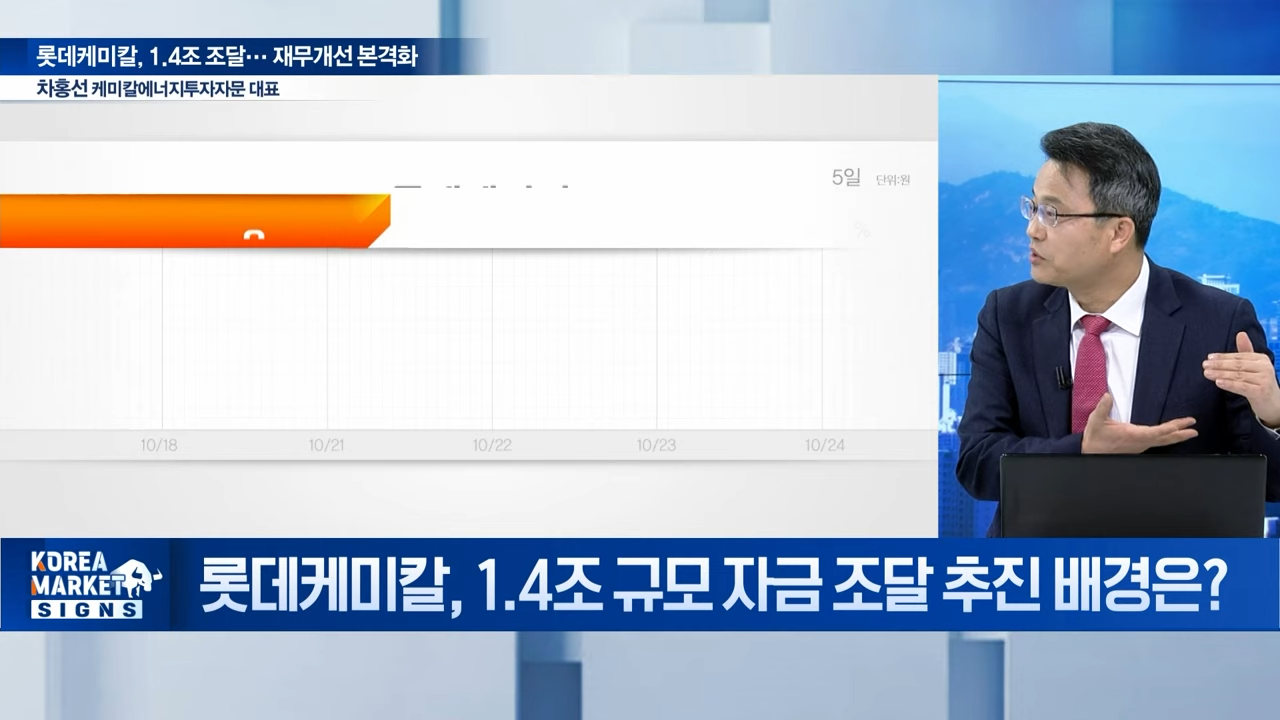 롯데케미칼, 1.4조 조달… 재무개선 본격화
차홍선 케미칼에너지투자자문 대표
5일 단위:원
%
10/18 10/21 10/22 10/23 10/24
KOREA
MARKET
SIGNS
롯데케미칼, 1.4조 규모 자금 조달 추진 배경은?